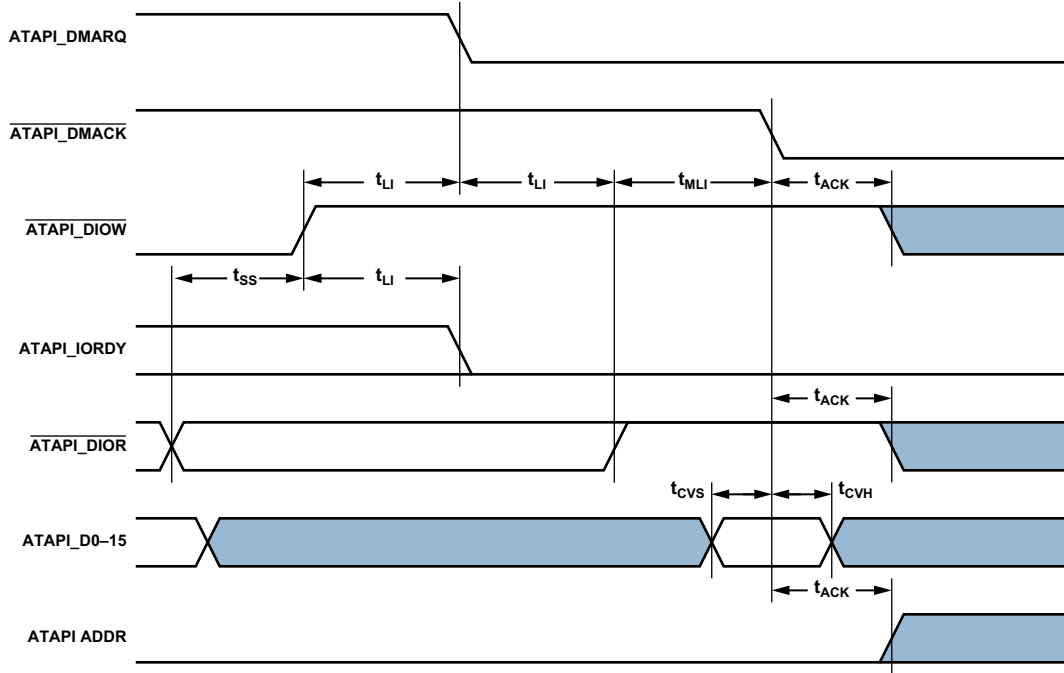 ATAPI_DMARQ
ATAPI_DMACK
tLI
tLI
tMLI
tACK
ATAPI_DIOW
tSS
tLI
ATAPI_IORDY
tACK
ATAPI_DIOR
tCVS
tCVH
ATAPI_D0–15
tACK
ATAPI ADDR